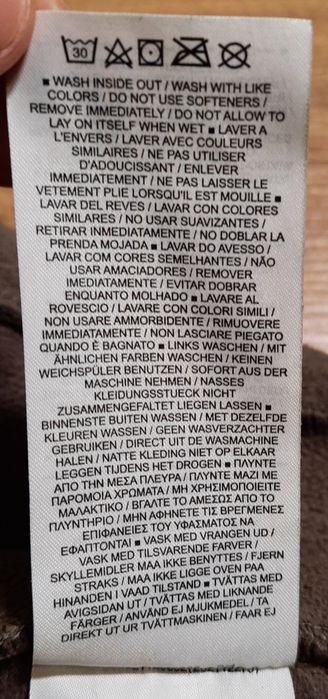 30
▪ WASH INSIDE OUT / WASH WITH LIKE
COLORS / DO NOT USE SOFTENERS /
REMOVE IMMEDIATELY / DO NOT ALLOW TO
LAY ON ITSELF WHEN WET ▪ LAVER A
L'ENVERS / LAVER AVEC COULEURS
SIMILAIRES / NE PAS UTILISER
D'ADOUCISSANT / ENLEVER
IMMEDIATEMENT / NE PAS LAISSER LE
VETEMENT PLIE LORSQU'IL EST MOUILLE ▪
LAVAR DEL REVES / LAVAR CON COLORES
SIMILARES / NO USAR SUAVIZANTES /
RETIRAR INMEDIATAMENTE / NO DOBLAR LA
PRENDA MOJADA ▪ LAVAR DO AVESSO /
LAVAR COM CORES SEMELHANTES / NÃO
USAR AMACIADORES / REMOVER
IMEDIATAMENTE / EVITAR DOBRAR
ENQUANTO MOLHADO ▪ LAVARE AL
ROVESCIO / LAVARE CON COLORI SIMILI /
NON USARE AMMORBIDENTE / RIMUOVERE
IMMEDIATAMENTE / NON LASCIARE PIEGATO
QUANDO È BAGNATO ▪ LINKS WASCHEN / MIT
ÄHNLICHEN FARBEN WASCHEN / KEINEN
WEICHSPÜLER BENUTZEN / SOFORT AUS DER
MASCHINE NEHMEN / NASSES
KLEIDUNGSSTUECK NICHT
ZUSAMMENGEFALTET LIEGEN LASSEN ▪
BINNENSTE BUITEN WASSEN / MET DEZELFDE
KLEUREN WASSEN / GEEN WASVERZACHTER
GEBRUIKEN / DIRECT UIT DE WASMACHINE
HALEN / NATTE KLEDING NIET OP ELKAAR
LEGGEN TIJDENS HET DROGEN ▪ ΠΛΥΝΤΕ
ΑΠΟ ΤΗΝ ΜΕΣΑ ΠΛΕΥΡΑ / ΠΛΥΝΤΕ ΜΑΖΙ ΜΕ
ΠΑΡΟΜΟΙΑ ΧΡΩΜΑΤΑ / ΜΗ ΧΡΗΣΙΜΟΠΟΙΕΙΤΕ
ΜΑΛΑΚΤΙΚΟ / ΒΓΑΛΤΕ ΤΟ ΑΜΕΣΩΣ ΑΠΟ ΤΟ
ΠΛΥΝΤΗΡΙΟ / ΜΗΝ ΑΦΗΝΕΤΕ ΤΙΣ ΒΡΕΓΜΕΝΕΣ
ΕΠΙΦΑΝΕΙΕΣ ΤΟΥ ΥΦΑΣΜΑΤΟΣ ΝΑ
ΕΦΑΠΤΟΝΤΑΙ ▪ VASK MED VRANGEN UD /
VASK MED TILSVARENDE FARVER /
SKYLLEMIDLER MAA IKKE BENYTTES / FJERN
STRAKS / MAA IKKE LIGGE OVEN PAA
HINANDEN I VAAD TILSTAND ▪ TVÄTTAS MED
AVIGSIDAN UT / TVÄTTAS MED LIKNANDE
FÄRGER / ANVÄND EJ MJUKMEDEL / TA
DIREKT UT UR TVÄTTMASKINEN / FAAR EJ